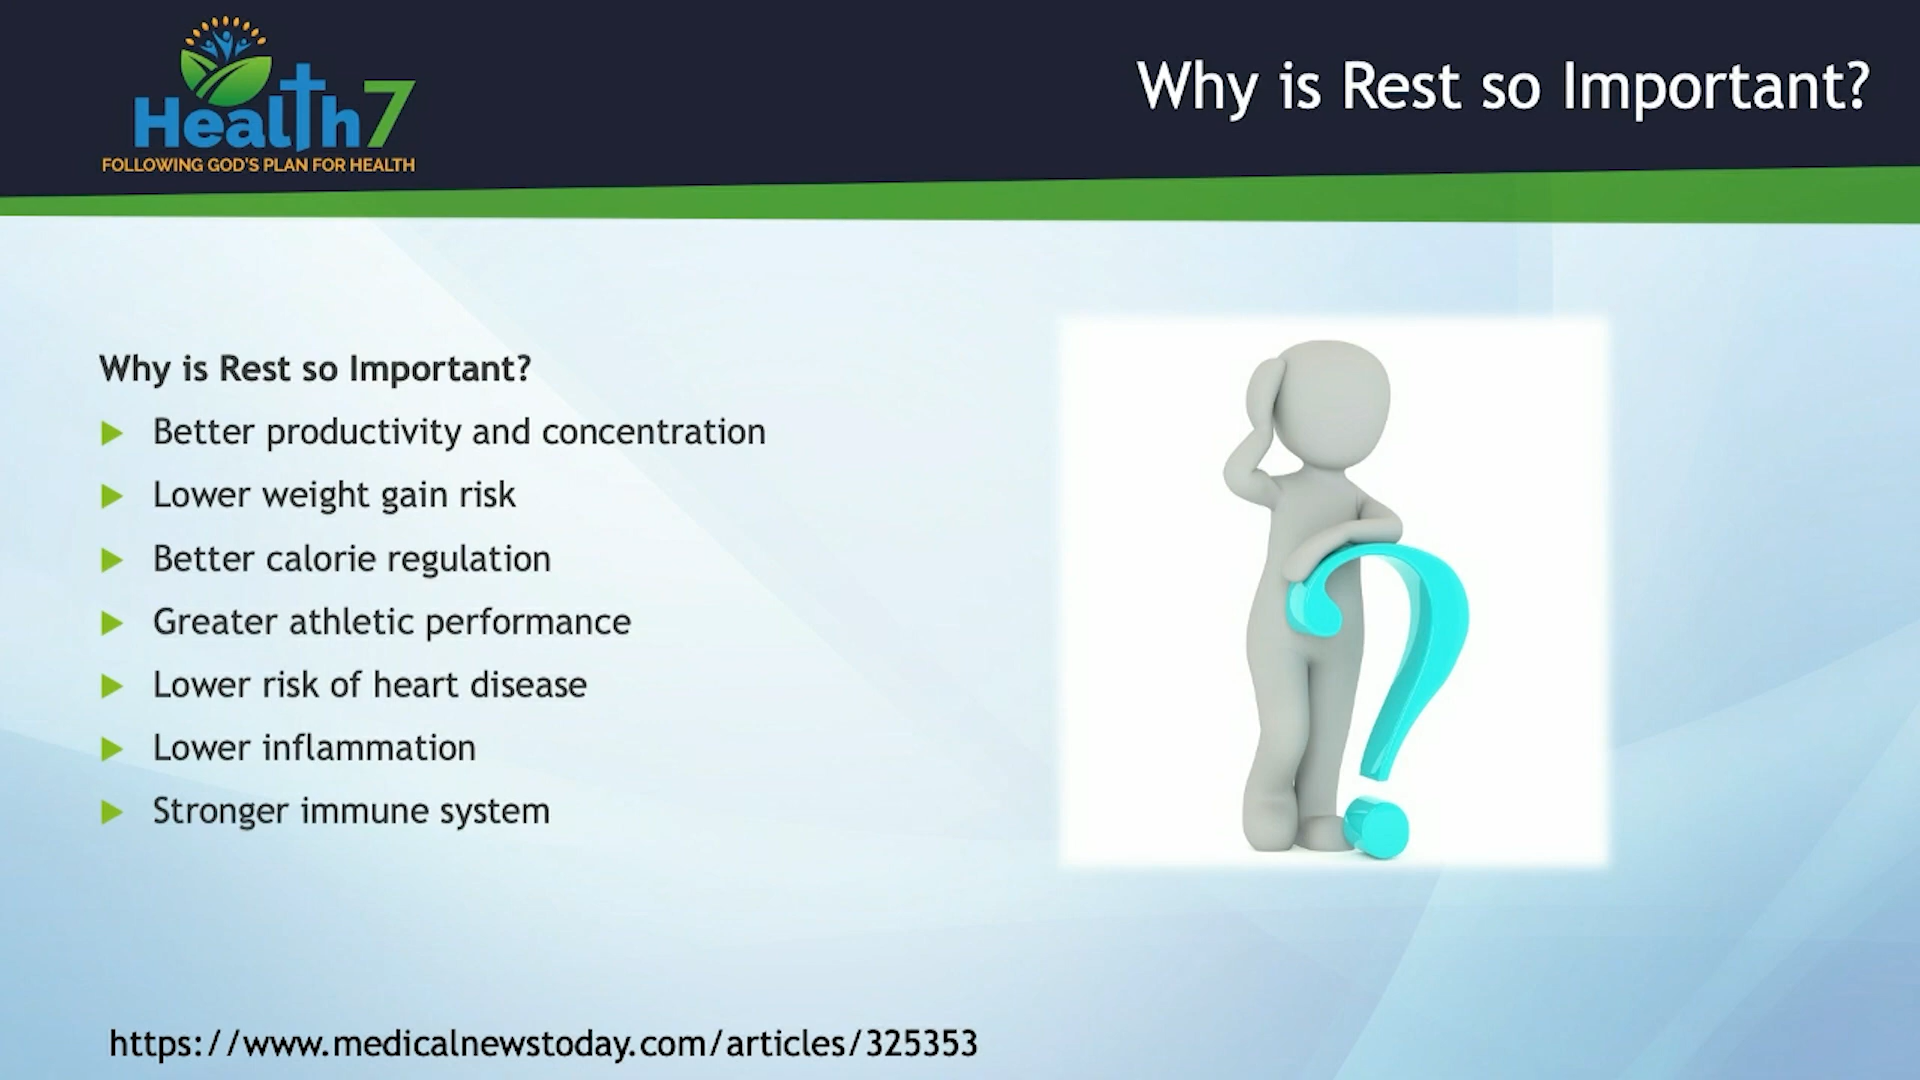 Health7
FOLLOWING GOD'S PLAN FOR HEALTH
Why is Rest so Important?
Why is Rest so Important?
Better productivity and concentration
Lower weight gain risk
Better calorie regulation
Greater athletic performance
Lower risk of heart disease
Lower inflammation
Stronger immune system
https://www.medicalnewstoday.com/articles/325353